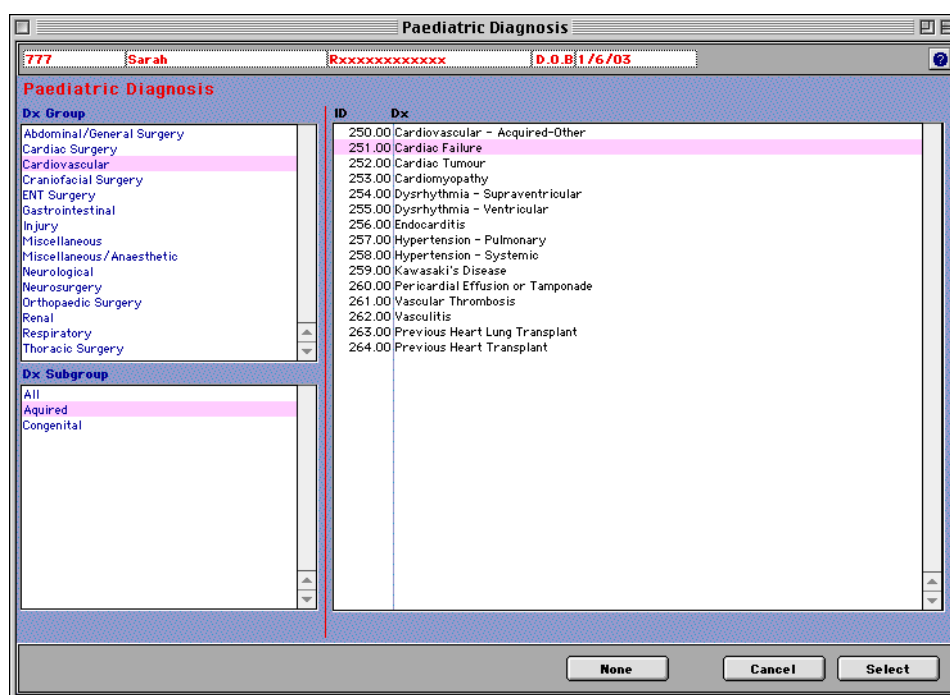 Paediatric Diagnosis
777 Sarah Rxxxxxxxxxxxx D.O.B 1/6/03 ?
Paediatric Diagnosis
Dx Group
Abdominal/General Surgery
Cardiac Surgery
Cardiovascular
Craniofacial Surgery
ENT Surgery
Gastrointestinal
Injury
Miscellaneous
Miscellaneous/Anaesthetic
Neurological
Neurosurgery
Orthopaedic Surgery
Renal
Respiratory
Thoracic Surgery
Dx Subgroup
All
Aquired
Congenital
ID Dx
250.00 Cardiovascular - Acquired-Other
251.00 Cardiac Failure
252.00 Cardiac Tumour
253.00 Cardiomyopathy
254.00 Dysrhythmia - Supraventricular
255.00 Dysrhythmia - Ventricular
256.00 Endocarditis
257.00 Hypertension - Pulmonary
258.00 Hypertension - Systemic
259.00 Kawasaki's Disease
260.00 Pericardial Effusion or Tamponade
261.00 Vascular Thrombosis
262.00 Vasculitis
263.00 Previous Heart Lung Transplant
264.00 Previous Heart Transplant
None Cancel Select